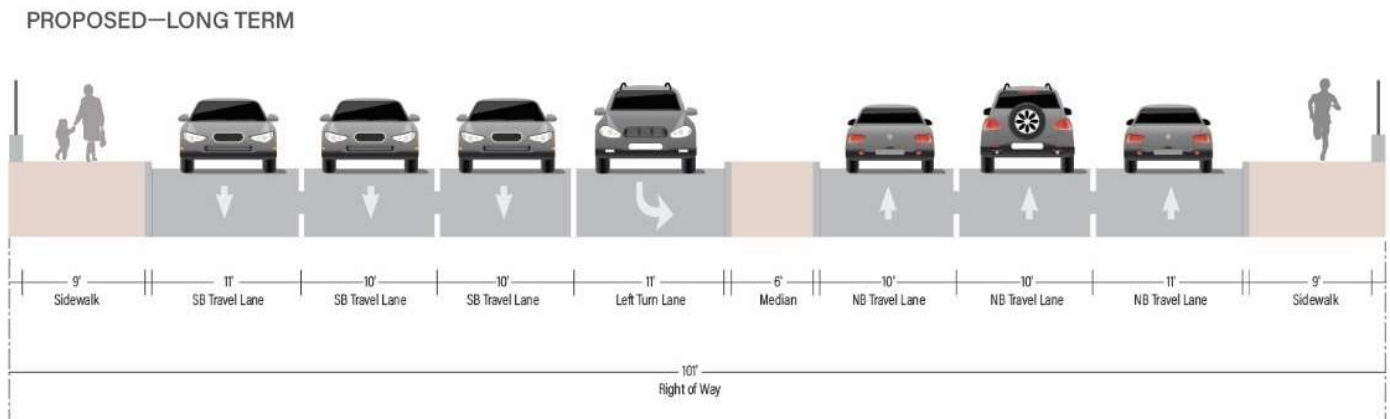 PROPOSED—LONG TERM
9' 11' 10' 10' 11' 6' 10' 10' 11' 9'
Sidewalk SB Travel Lane SB Travel Lane SB Travel Lane Left Turn Lane Median NB Travel Lane NB Travel Lane NB Travel Lane Sidewalk
101'
Right of Way